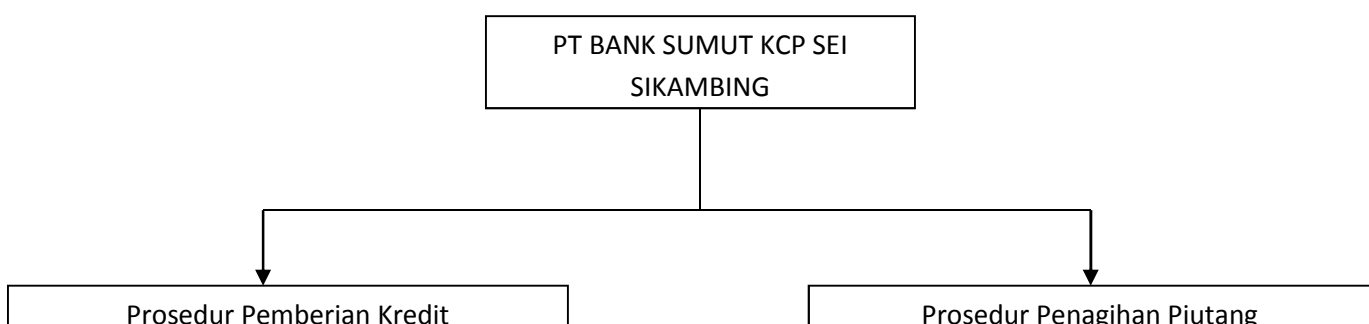 PT BANK SUMUT KCP SEI
SIKAMBING
Prosedur Pemberian Kredit
Prosedur Penagihan Piutang